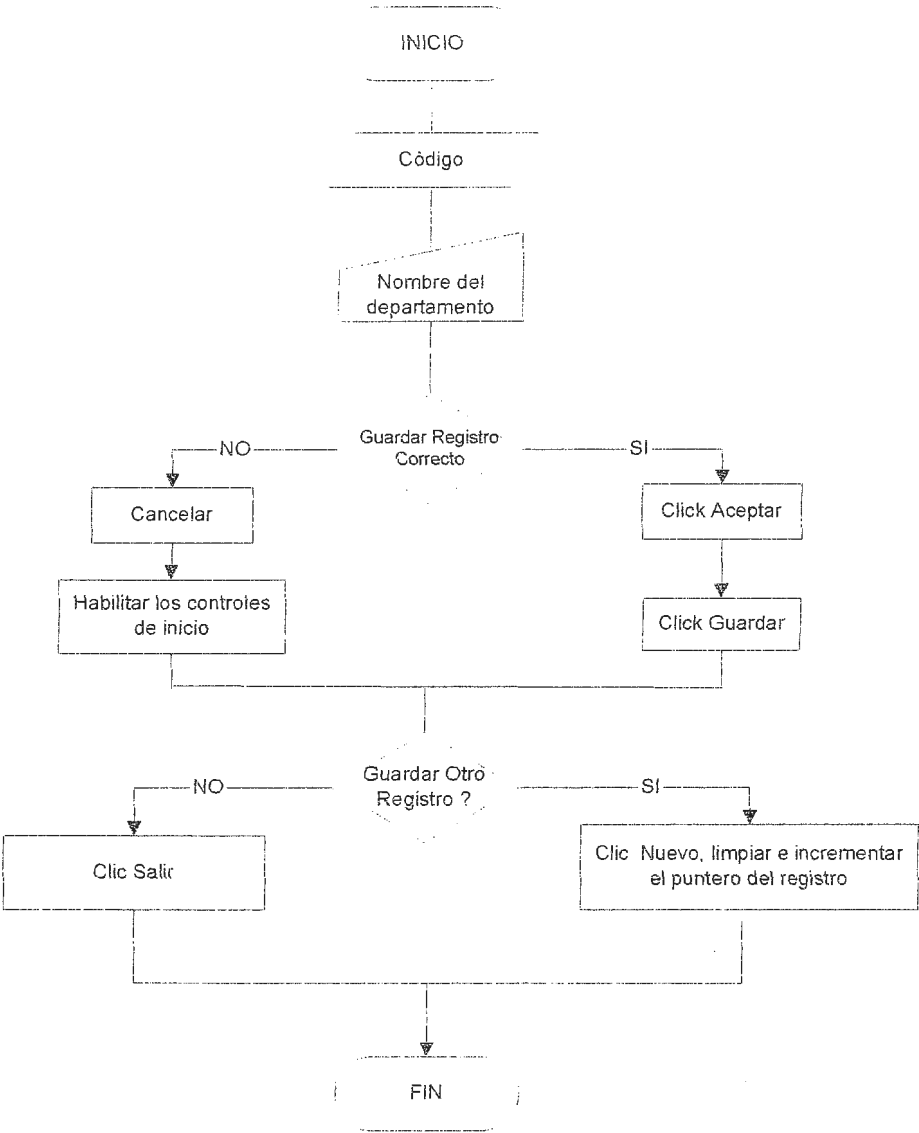 INICIO
Código
Nombre del
departamento
Guardar Registro
Correcto
NO
SI
Cancelar
Click Aceptar
Habilitar los controles
de inicio
Click Guardar
Guardar Otro
Registro ?
NO
SI
Clic Salir
Clic Nuevo, limpiar e incrementar
el puntero del registro
FIN